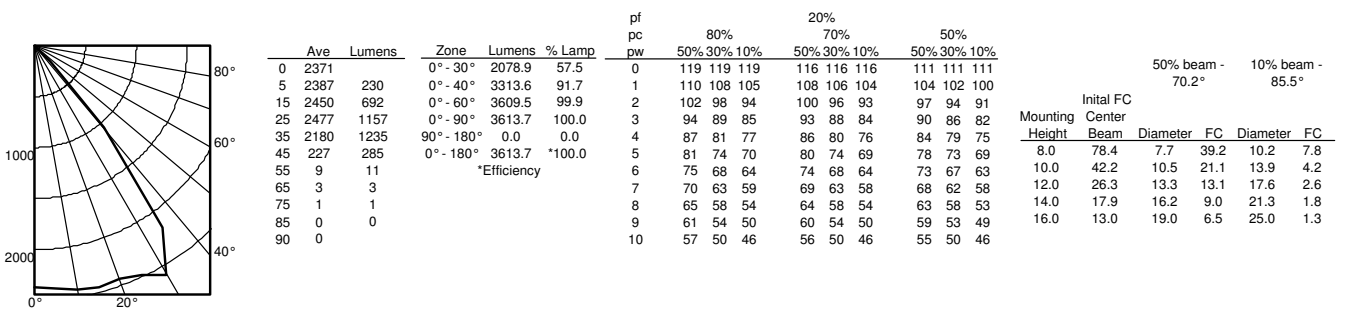 1000
2000
0°
20°
40°
60°
80°
Ave Lumens
0 2371
5 2387 230
15 2450 692
25 2477 1157
35 2180 1235
45 227 285
55 9 11
65 3 3
75 1 1
85 0 0
90 0
Zone Lumens % Lamp
0° - 30° 2078.9 57.5
0° - 40° 3313.6 91.7
0° - 60° 3609.5 99.9
0° - 90° 3613.7 100.0
90° - 180° 0.0 0.0
0° - 180° 3613.7 *100.0
*Efficiency
pf 20%
pc 80% 70% 50%
pw 50% 30% 10% 50% 30% 10% 50% 30% 10%
0 119 119 119 116 116 116 111 111 111
1 110 108 105 108 106 104 104 102 100
2 102 98 94 100 96 93 97 94 91
3 94 89 85 93 88 84 90 86 82
4 87 81 77 86 80 76 84 79 75
5 81 74 70 80 74 69 78 73 69
6 75 68 64 74 68 64 73 67 63
7 70 63 59 69 63 58 68 62 58
8 65 58 54 64 58 54 63 58 53
9 61 54 50 60 54 50 59 53 49
10 57 50 46 56 50 46 55 50 46
50% beam - 10% beam -
70.2° 85.5°
Inital FC
Mounting Center
Height Beam Diameter FC Diameter FC
8.0 78.4 7.7 39.2 10.2 7.8
10.0 42.2 10.5 21.1 13.9 4.2
12.0 26.3 13.3 13.1 17.6 2.6
14.0 17.9 16.2 9.0 21.3 1.8
16.0 13.0 19.0 6.5 25.0 1.3